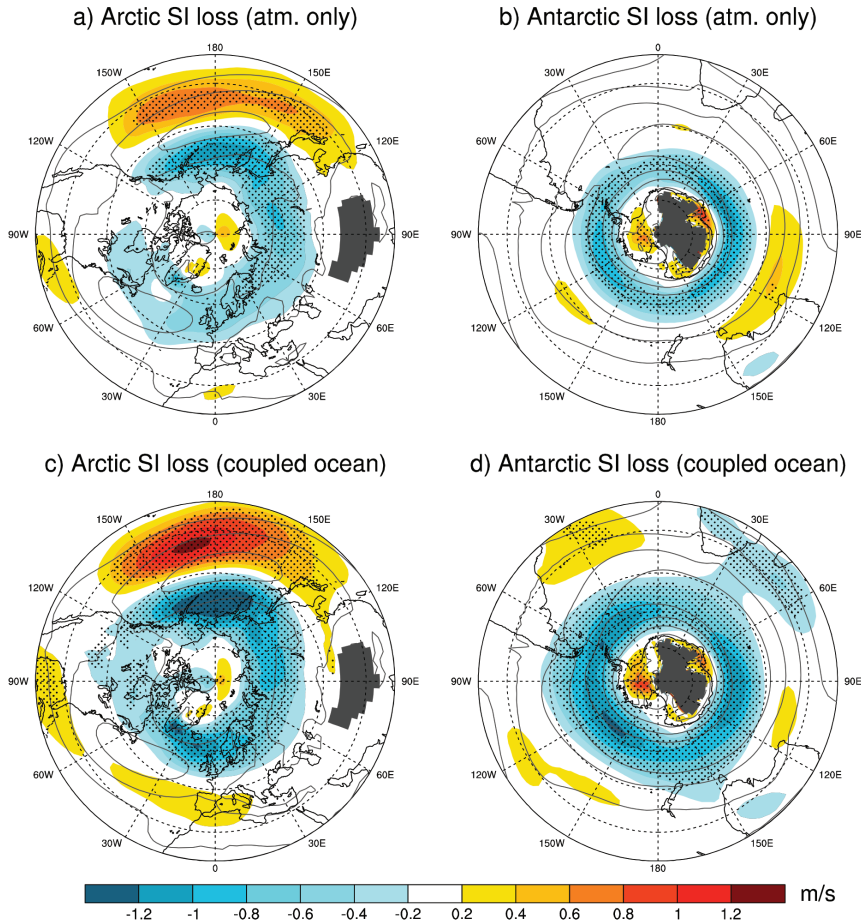 a) Arctic SI loss (atm. only)
b) Antarctic SI loss (atm. only)
180
150W
150E
120W
120E
90W
90E
60W
60E
30W
30E
0
0
30W
30E
60W
60E
90W
90E
120W
120E
150W
150E
180
c) Arctic SI loss (coupled ocean)
d) Antarctic SI loss (coupled ocean)
180
150W
150E
120W
120E
90W
90E
60W
60E
30W
30E
0
0
30W
30E
60W
60E
90W
90E
120W
120E
150W
150E
180
-1.2 -1 -0.8 -0.6 -0.4 -0.2 0.2 0.4 0.6 0.8 1 1.2 m/s